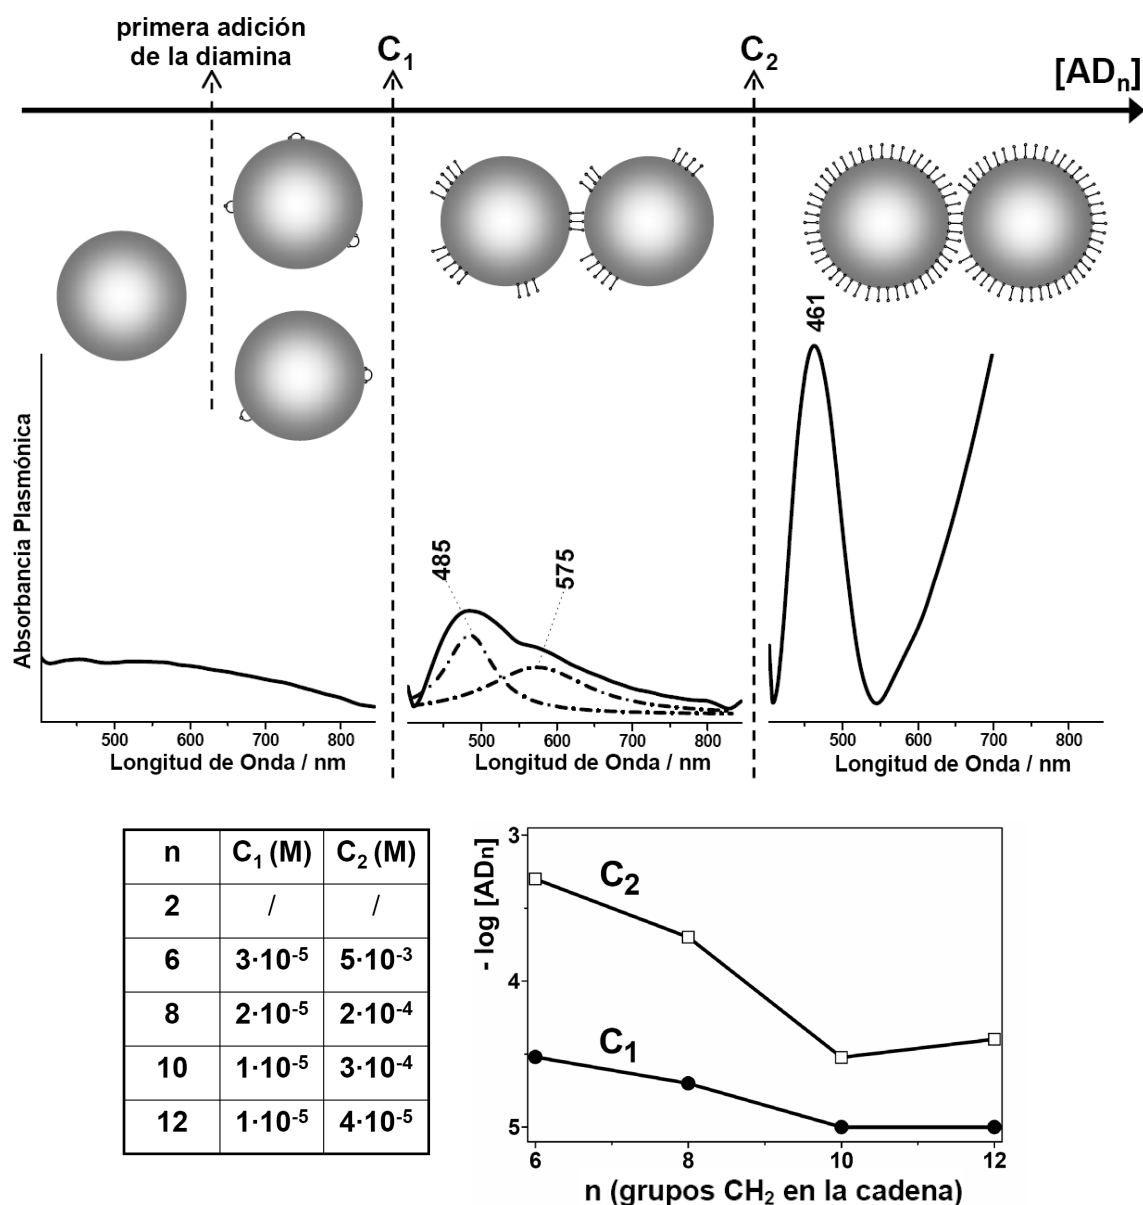 primera adición
de la diamina
C₁
C₂
[ADₙ]
461
485
575
Absorbancia Plasmónica
500 600 700 800
Longitud de Onda / nm
500 600 700 800
Longitud de Onda / nm
500 600 700 800
Longitud de Onda / nm
n C₁ (M) C₂ (M)
2 / /
6 3·10⁻⁵ 5·10⁻³
8 2·10⁻⁵ 2·10⁻⁴
10 1·10⁻⁵ 3·10⁻⁴
12 1·10⁻⁵ 4·10⁻⁵
- log [ADn]
3
4
5
C₂
C₁
6 8 10 12
n (grupos CH₂ en la cadena)